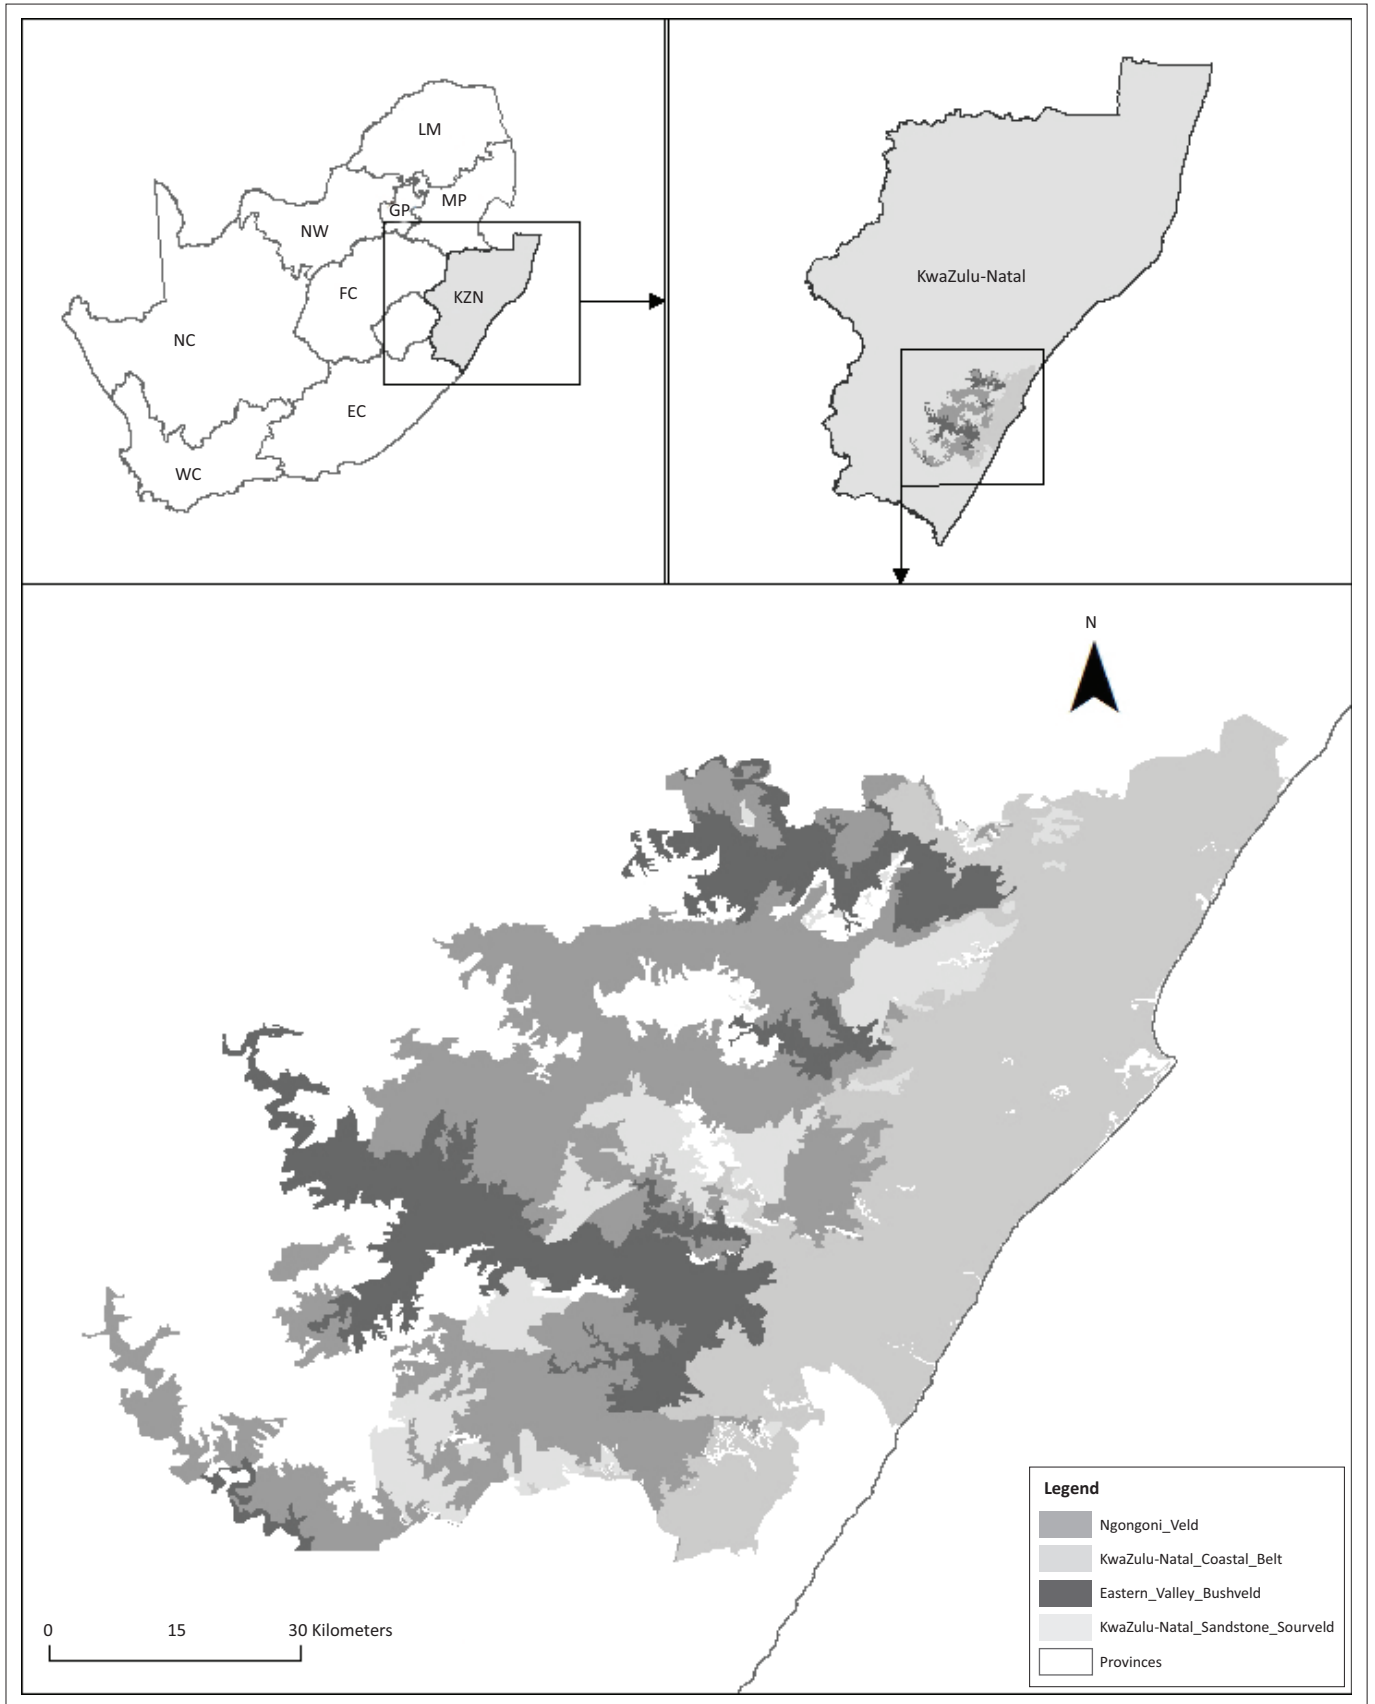 LM
MP
GP
NW
FC
KZN
NC
EC
WC
KwaZulu-Natal
N
Legend
Ngongoni_Veld
KwaZulu-Natal_Coastal_Belt
Eastern_Valley_Bushveld
KwaZulu-Natal_Sandstone_Sourveld
Provinces
0 15 30 Kilometers